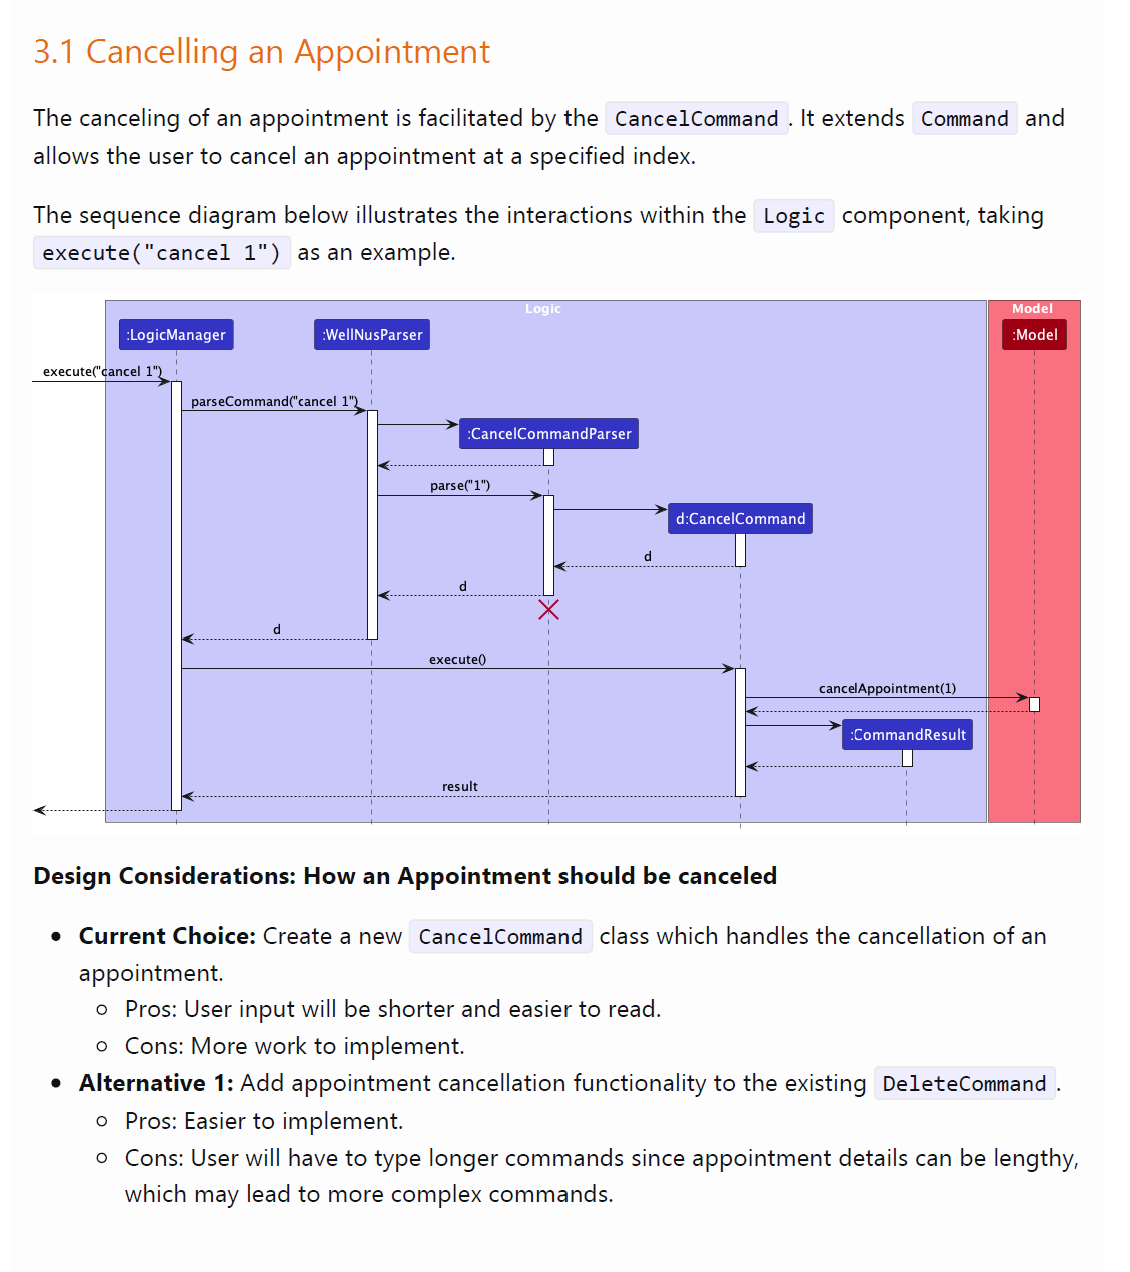 3.1 Cancelling an Appointment
The canceling of an appointment is facilitated by the CancelCommand. It extends Command and
allows the user to cancel an appointment at a specified index.
The sequence diagram below illustrates the interactions within the Logic component, taking
execute("cancel 1") as an example.
Logic
Model
:LogicManager
:WellNusParser
:Model
execute("cancel 1")
parseCommand("cancel 1")
:CancelCommandParser
parse("1")
d:CancelCommand
d
d
d
execute()
cancelAppointment(1)
:CommandResult
result
Design Considerations: How an Appointment should be canceled
Current Choice: Create a new CancelCommand class which handles the cancellation of an
appointment.
Pros: User input will be shorter and easier to read.
Cons: More work to implement.
Alternative 1: Add appointment cancellation functionality to the existing DeleteCommand.
Pros: Easier to implement.
Cons: User will have to type longer commands since appointment details can be lengthy,
which may lead to more complex commands.